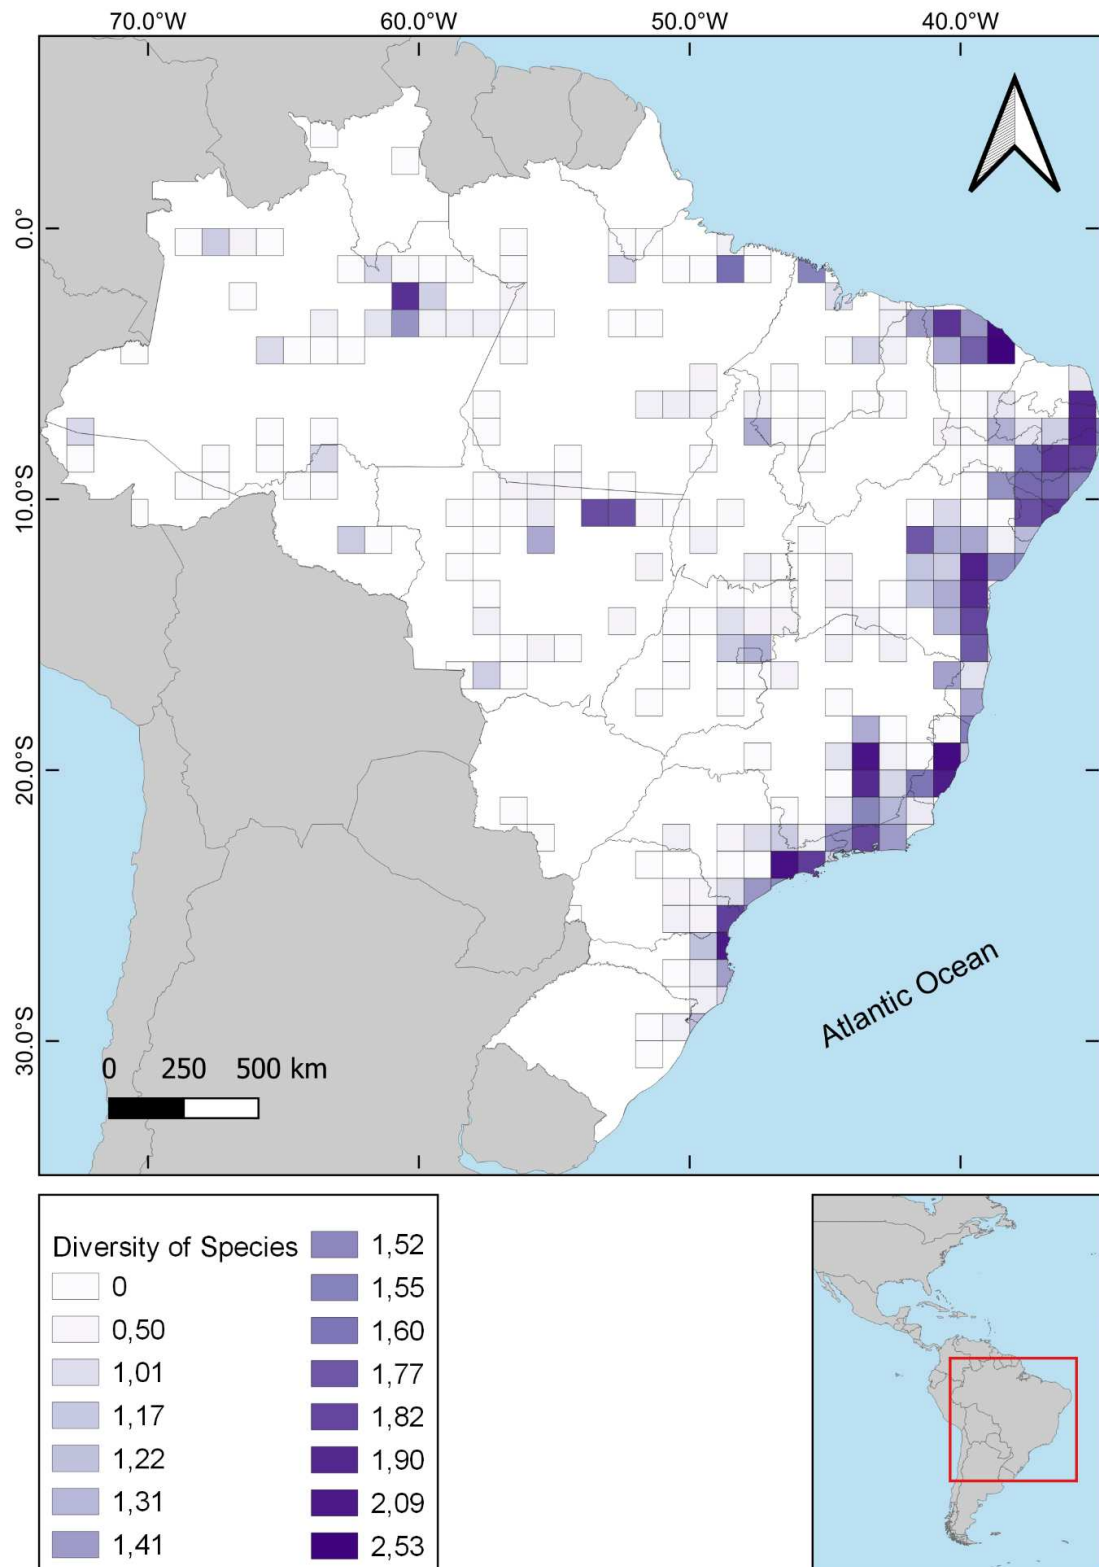 70.0°W 60.0°W 50.0°W 40.0°W
0.0°
10.0°S
20.0°S
30.0°S
Atlantic Ocean
0 250 500 km
Diversity of Species
0
0,50
1,01
1,17
1,22
1,31
1,41
1,52
1,55
1,60
1,77
1,82
1,90
2,09
2,53